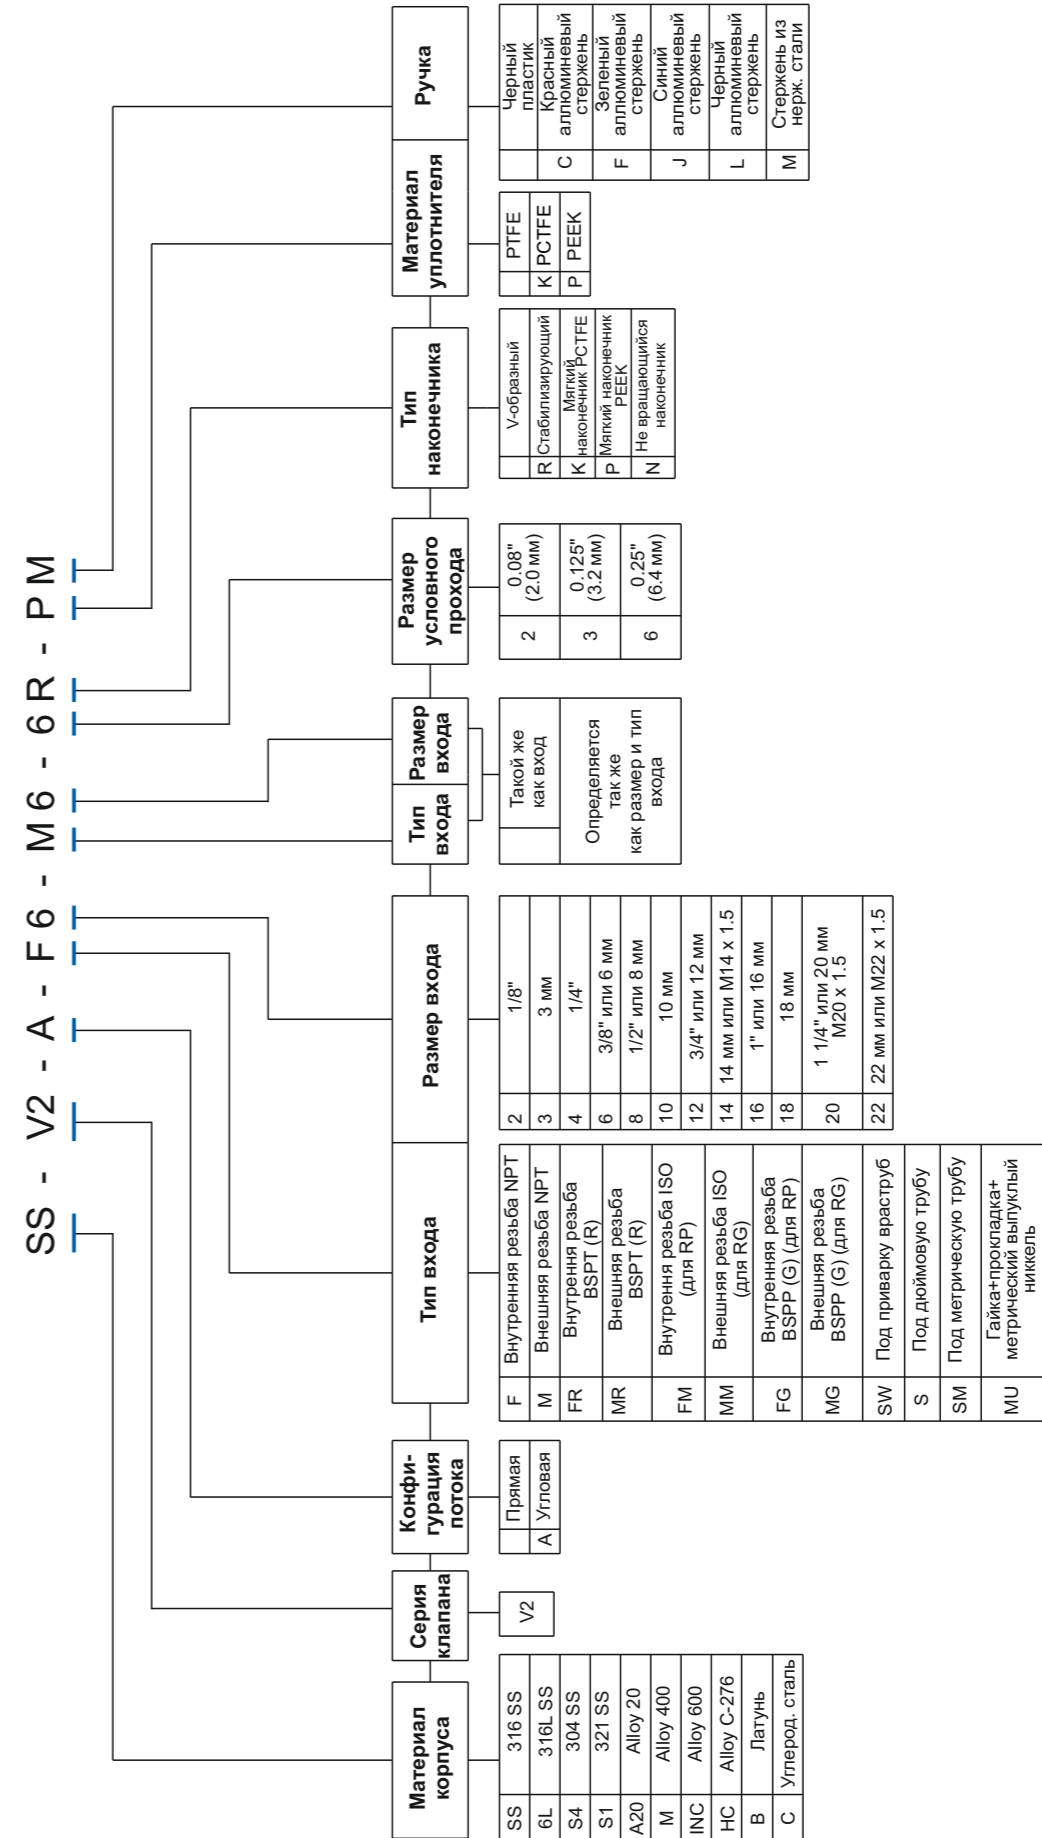 SS - V2 - A - F6 - M6 - 6R - PM
Материал
корпуса
SS 316 SS
6L 316L SS
S4 304 SS
S1 321 SS
A20 Alloy 20
M Alloy 400
INC Alloy 600
HC Alloy C-276
B Латунь
C Углерод. сталь
Серия
клапана
V2
Конфи-
гурация
потока
Прямая
A Угловая
Тип входа
F Внутренняя резьба NPT
M Внешняя резьба NPT
FR Внутрення резьба
BSPT (R)
MR Внешняя резьба
BSPT (R)
FM Внутрення резьба ISO
(для RP)
MM Внешняя резьба ISO
(для RG)
FG Внутренняя резьба
BSPP (G) (для RP)
MG Внешняя резьба
BSPP (G) (для RG)
SW Под приварку враструб
S Под дюймовую трубу
SM Под метрическую трубу
MU Гайка+прокладка+
метрический выпуклый
никкель
Размер входа
2 1/8"
3 3 мм
4 1/4"
6 3/8" или 6 мм
8 1/2" или 8 мм
10 10 мм
12 3/4" или 12 мм
14 14 мм или M14 x 1.5
16 1" или 16 мм
18 18 мм
20 1 1/4" или 20 мм
M20 x 1.5
22 22 мм или M22 x 1.5
Тип
входа
Размер
входа
Такой же
как вход
Определяется
так же
как размер и тип
входа
Размер
условного
прохода
2 0.08"
(2.0 мм)
3 0.125"
(3.2 мм)
6 0.25"
(6.4 мм)
Тип
наконечника
V-образный
R Стабилизирующий
K Мягкий
наконечник PCTFE
P Мягкий наконечник
PEEK
N Не вращающийся
наконечник
Материал
уплотнителя
PTFE
K PCTFE
P PEEK
Ручка
Черный
пластик
C Красный
аллюминевый
стержень
F Зеленый
аллюминевый
стержень
J Синий
аллюминевый
стержень
L Черный
аллюминевый
стержень
M Стержень из
нерж. стали